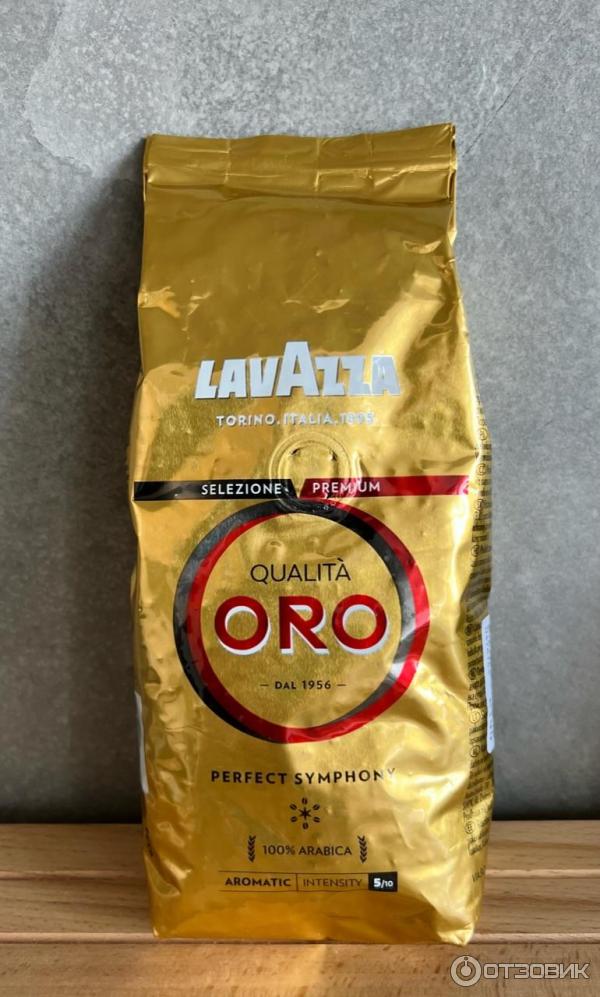 LAVAZZA
TORINO, ITALIA, 1895
SELEZIONE PREMIUM
QUALITÀ
ORO
— DAL 1956 —
PERFECT SYMPHONY
100% ARABICA
AROMATIC INTENSITY 5/10
ОТЗОВИК